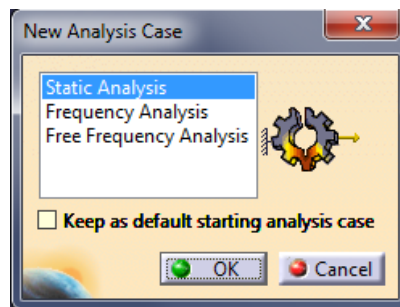 New Analysis Case
Static Analysis
Frequency Analysis
Free Frequency Analysis
Keep as default starting analysis case
OK
Cancel